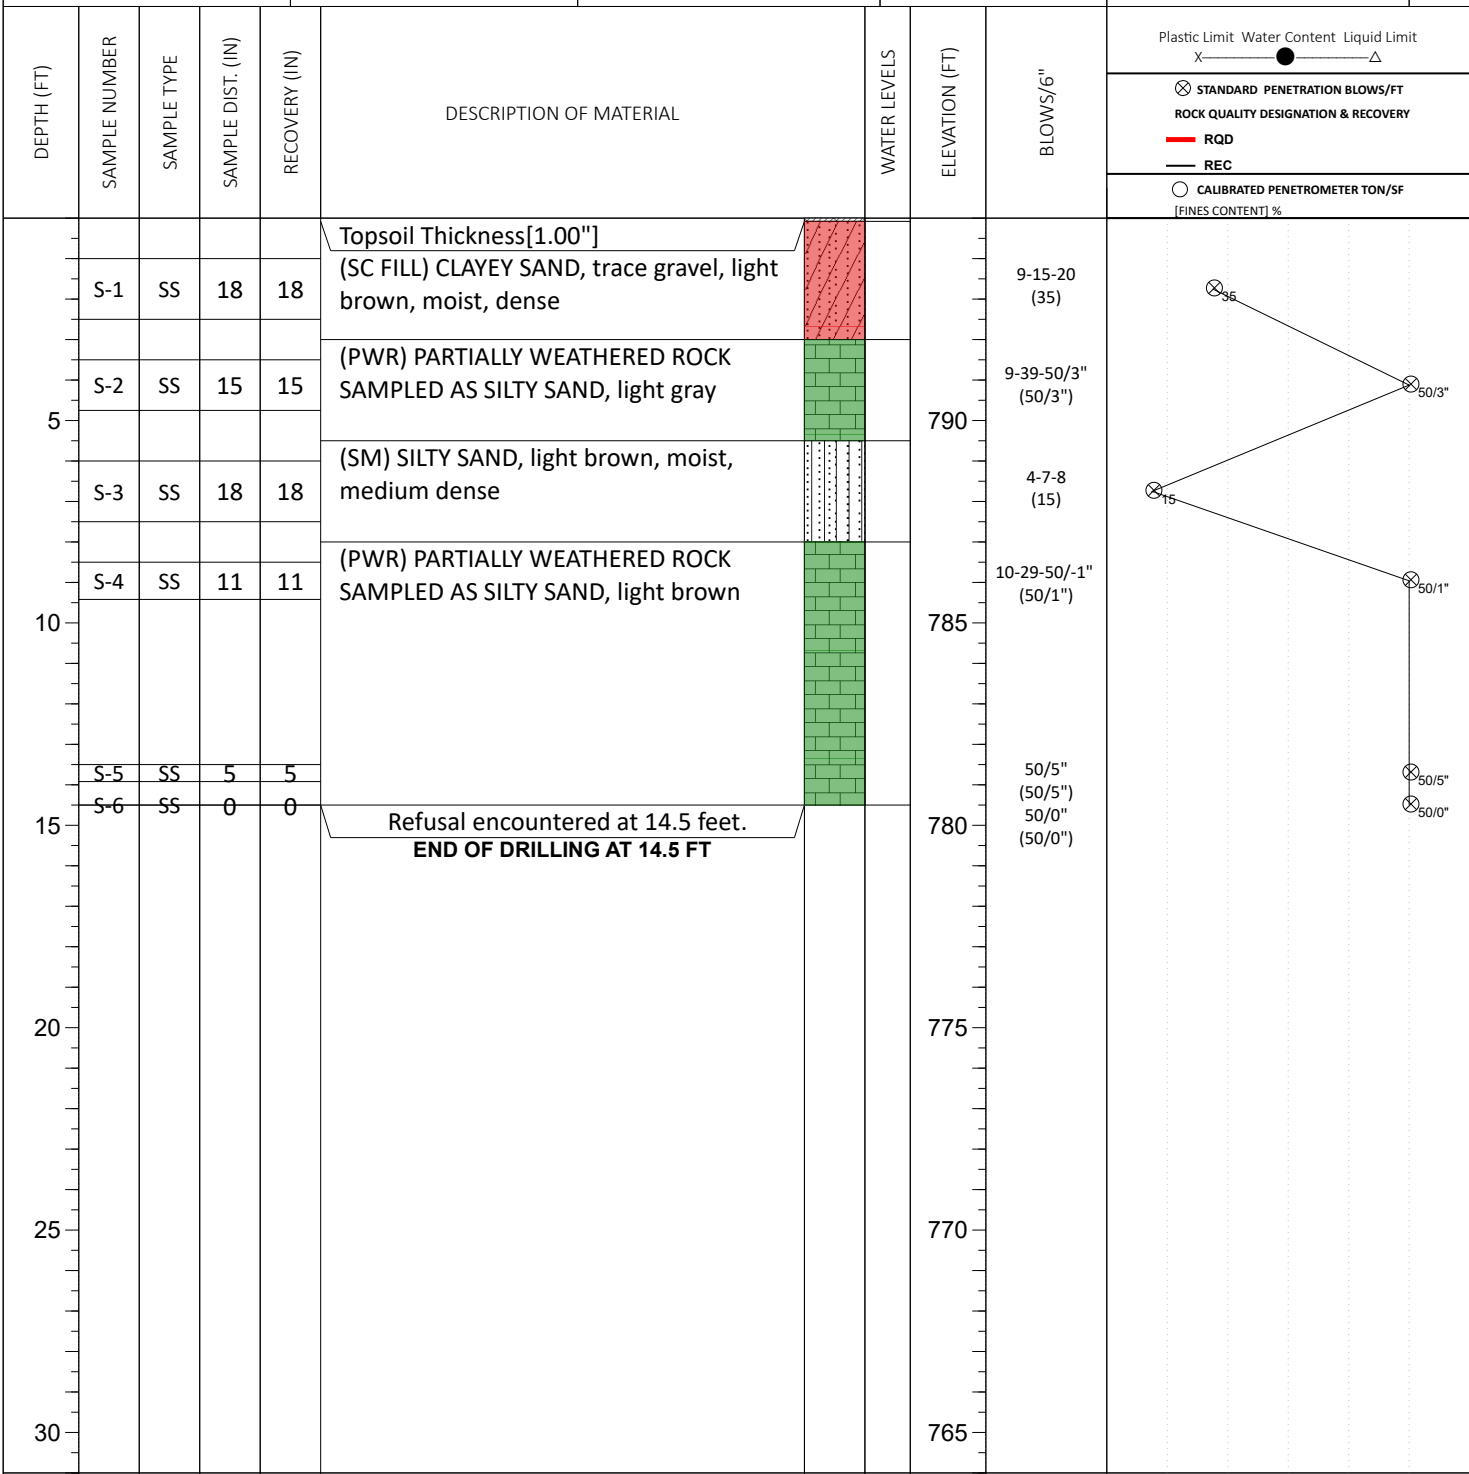 DEPTH (FT)
SAMPLE NUMBER
SAMPLE TYPE
SAMPLE DIST. (IN)
RECOVERY (IN)
DESCRIPTION OF MATERIAL
WATER LEVELS
ELEVATION (FT)
BLOWS/6"
Plastic Limit Water Content Liquid Limit
X
STANDARD PENETRATION BLOWS/FT
ROCK QUALITY DESIGNATION & RECOVERY
RQD
REC
CALIBRATED PENETROMETER TON/SF
[FINES CONTENT] %
Topsoil Thickness[1.00"]
S-1 SS 18 18
(SC FILL) CLAYEY SAND, trace gravel, light
brown, moist, dense
9-15-20
(35)
35
S-2 SS 15 15
(PWR) PARTIALLY WEATHERED ROCK
SAMPLED AS SILTY SAND, light gray
9-39-50/3"
(50/3")
50/3"
5
790
S-3 SS 18 18
(SM) SILTY SAND, light brown, moist,
medium dense
4-7-8
(15)
15
S-4 SS 11 11
(PWR) PARTIALLY WEATHERED ROCK
SAMPLED AS SILTY SAND, light brown
10-29-50/-1"
(50/1")
50/1"
10
785
S-5 SS 5 5
50/5"
(50/5")
50/5"
S-6 SS 0 0
50/0"
(50/0")
50/0"
15
780
Refusal encountered at 14.5 feet.
END OF DRILLING AT 14.5 FT
20
775
25
770
30
765